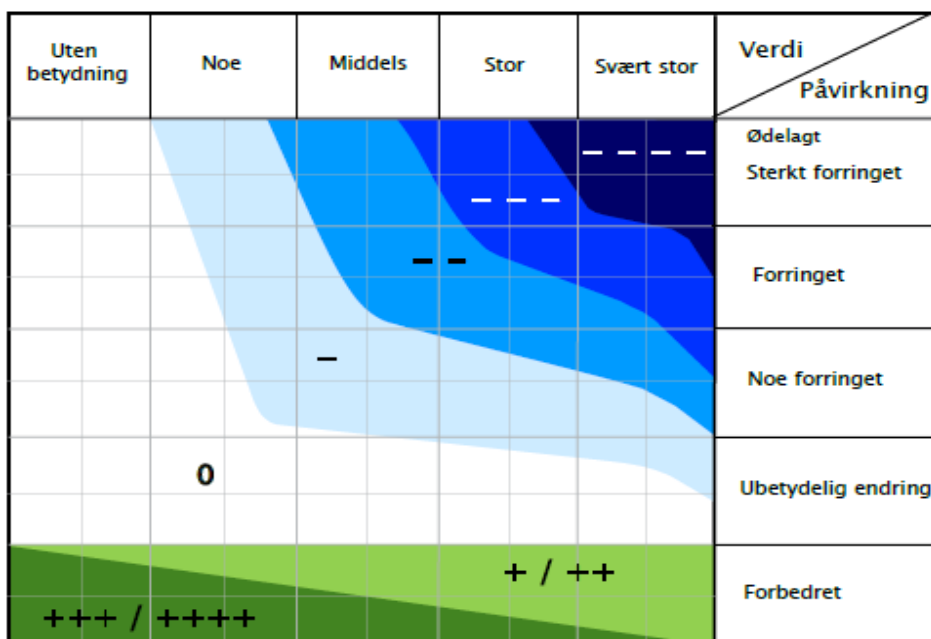 Uten
betydning
Noe
Middels
Stor
Svært stor
Verdi
Påvirkning
Ødelagt
Sterkt forringet
− − − −
− − −
Forringet
− −
Noe forringet
−
Ubetydelig endring
0
Forbedret
+ / ++
+++ / ++++